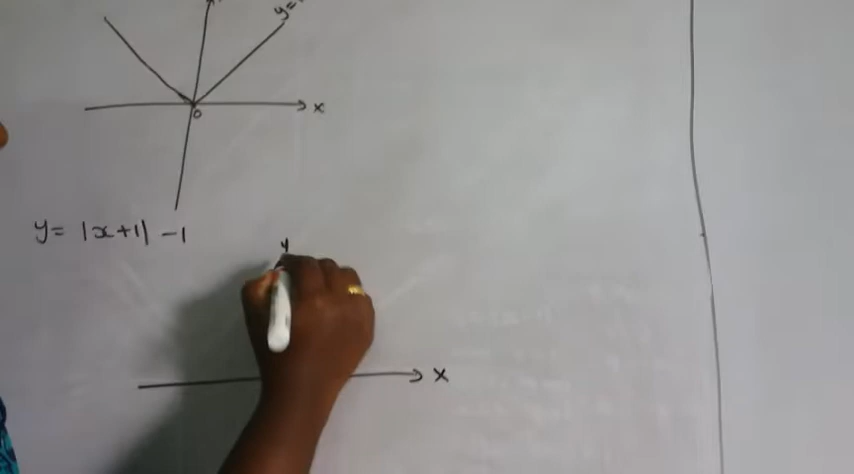 y=
x
0
y= |x+1| -1
y
x